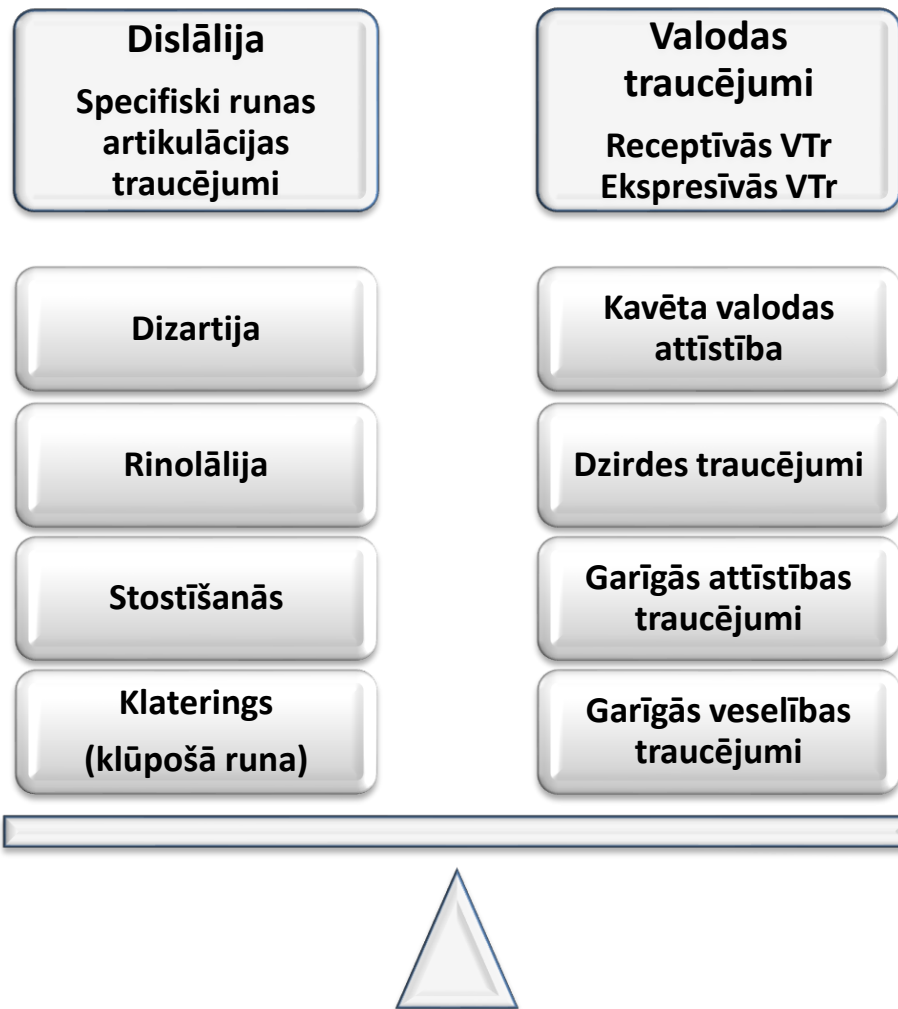 Dislālija
Specifiski runas
artikulācijas
traucējumi
Dizartija
Rinolālija
Stostīšanās
Klaterings
(klūpošā runa)
Valodas
traucējumi
Receptīvās VTr
Ekspresīvās VTr
Kavēta valodas
attīstība
Dzirdes traucējumi
Garīgās attīstības
traucējumi
Garīgās veselības
traucējumi